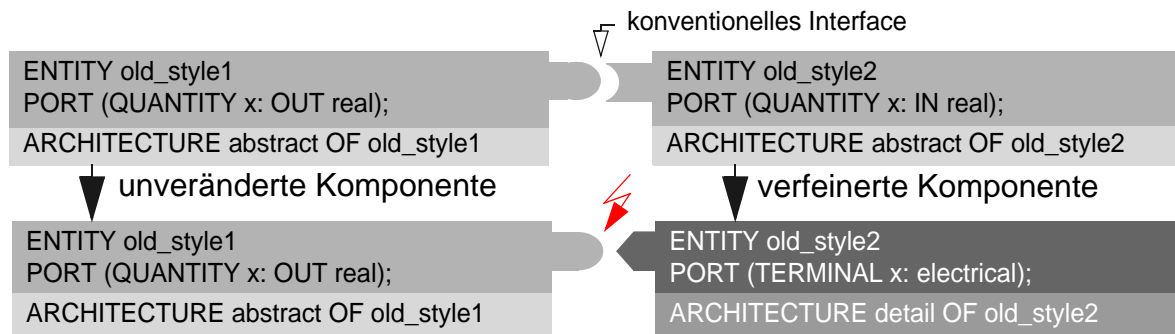 konventionelles Interface
ENTITY old_style1
PORT (QUANTITY x: OUT real);
ARCHITECTURE abstract OF old_style1
ENTITY old_style2
PORT (QUANTITY x: IN real);
ARCHITECTURE abstract OF old_style2
unveränderte Komponente
verfeinerte Komponente
ENTITY old_style1
PORT (QUANTITY x: OUT real);
ARCHITECTURE abstract OF old_style1
ENTITY old_style2
PORT (TERMINAL x: electrical);
ARCHITECTURE detail OF old_style2